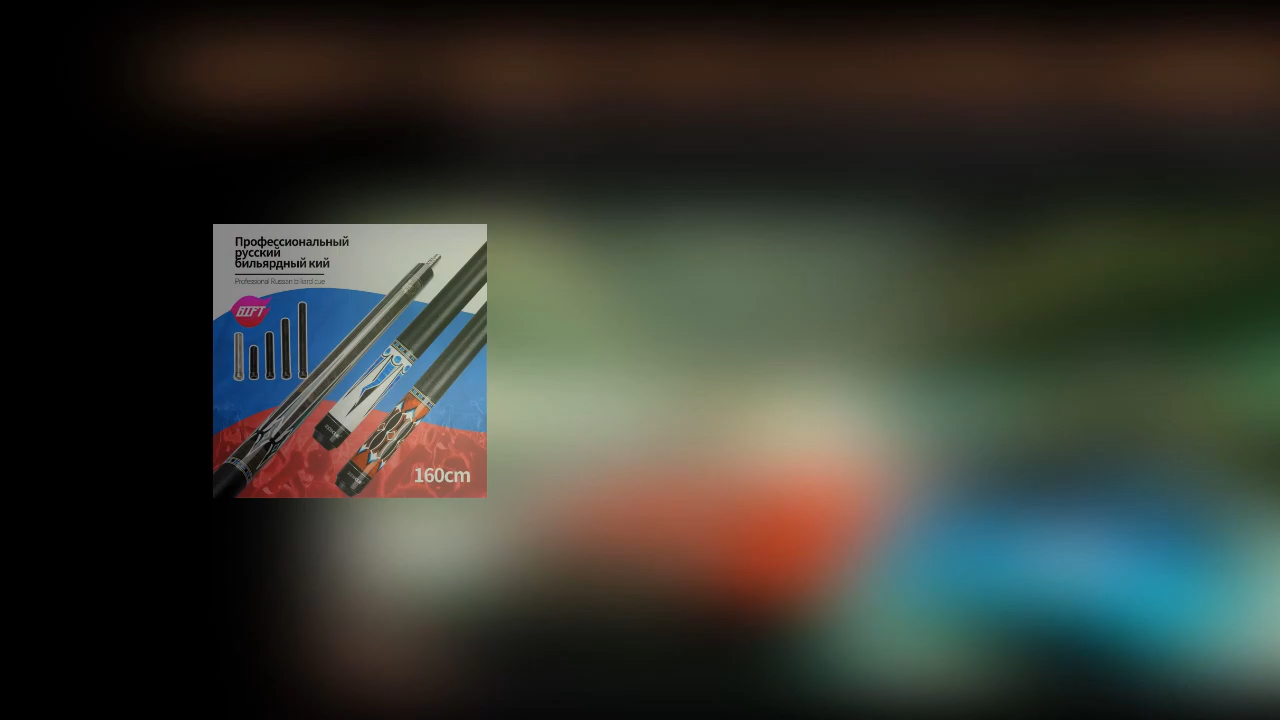 Профессиональный
русский
бильярдный кий
Professional Russian billiard cue
GIFT
160cm